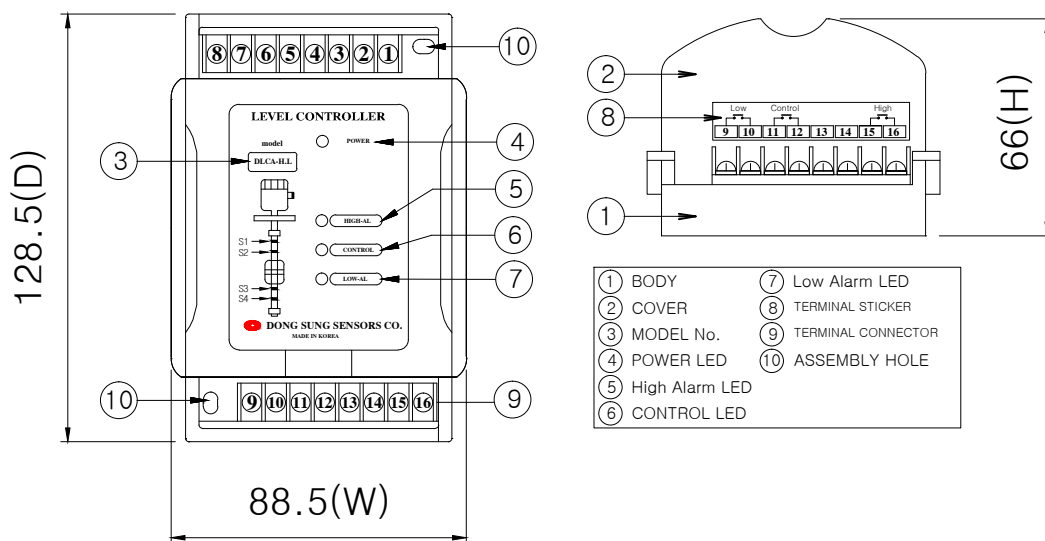 8 7 6 5 4 3 2 1
10
LEVEL CONTROLLER
model
POWER
4
3
DLCA-H.L
5
HIGH-AL
S1
S2
CONTROL
6
LOW-AL
7
S3
S4
DONG SUNG SENSORS CO.
MADE IN KOREA
10
9 10 11 12 13 14 15 16
9
128.5(D)
88.5(W)
2
8
Low Control High
9 10 11 12 13 14 15 16
1
66(H)
1 BODY
2 COVER
3 MODEL No.
4 POWER LED
5 High Alarm LED
6 CONTROL LED
7 Low Alarm LED
8 TERMINAL STICKER
9 TERMINAL CONNECTOR
10 ASSEMBLY HOLE